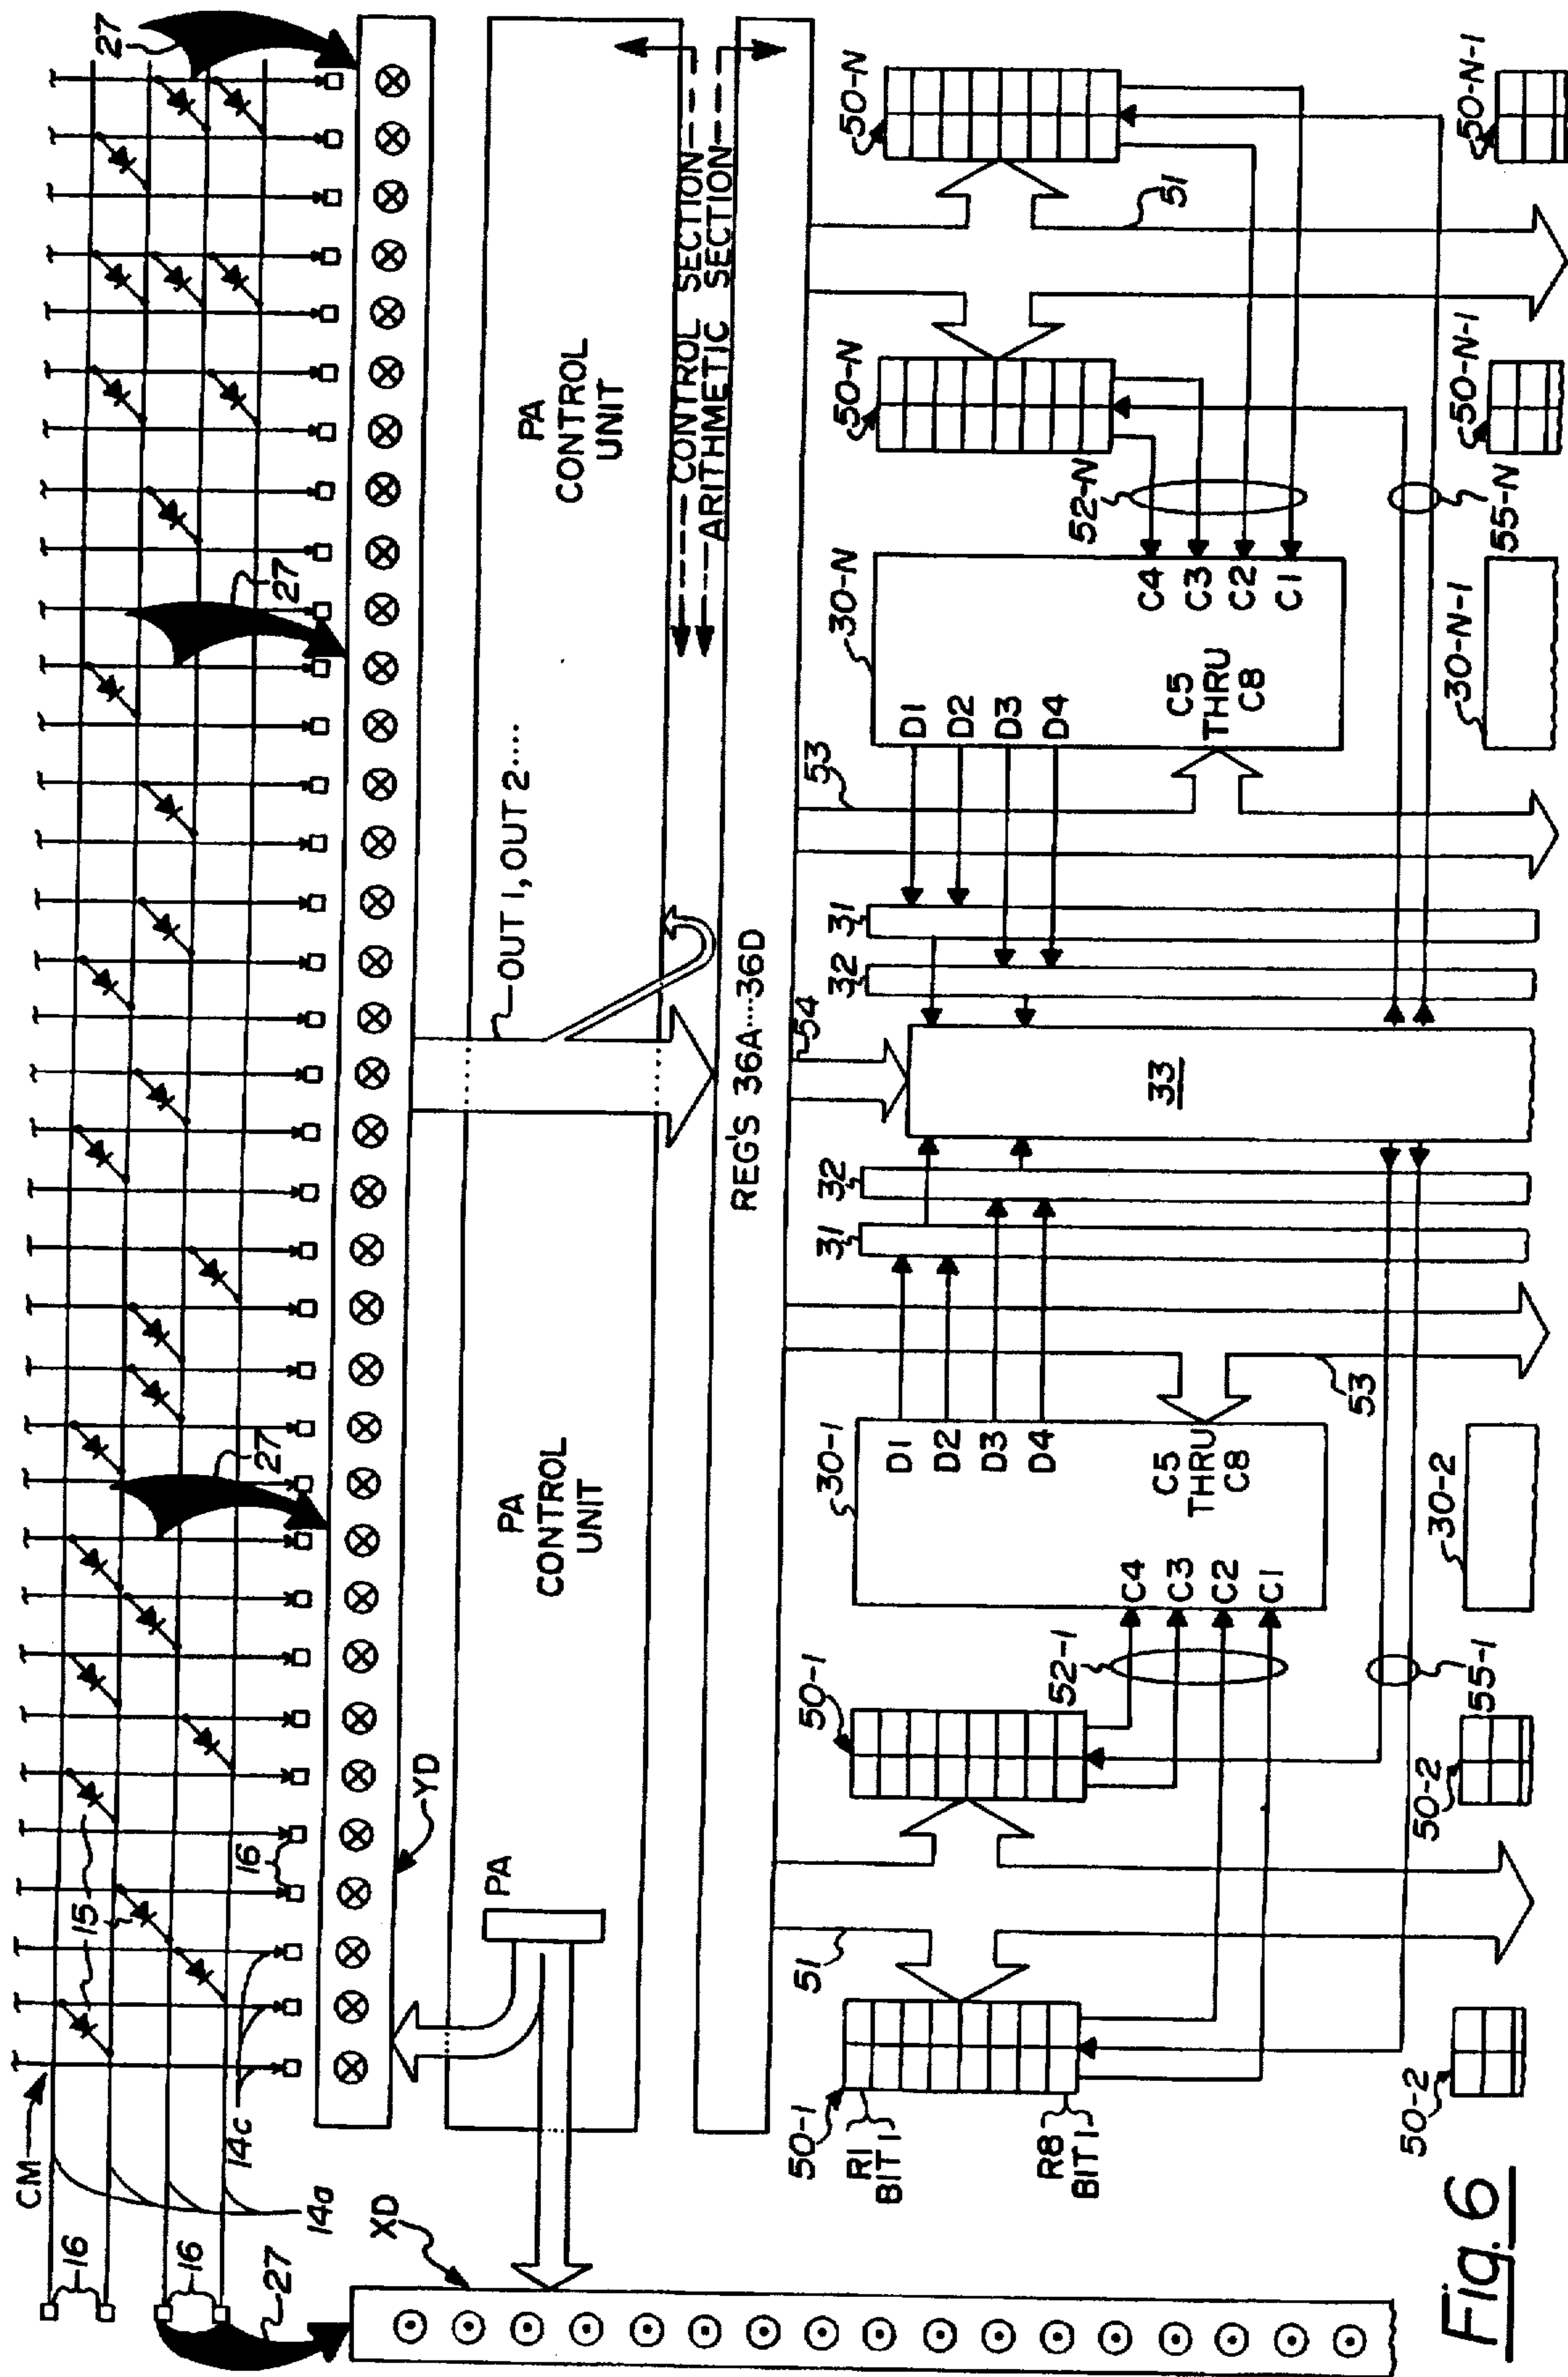 27
27
27
CM
14a
14c
15
16
16
16
27
XD
YD
PA
PA
CONTROL
UNIT
PA
CONTROL
UNIT
OUT 1, OUT 2....
CONTROL SECTION
ARITHMETIC SECTION
REG'S 36A....36D
54
50-1
R1
BIT 1
R8
BIT 1
51
50-1
52-1
C4
C3
C2
C1
30-1
D1
D2
D3
D4
C5
THRU
C8
53
31
32
33
32
31
53
30-N
D1
D2
D3
D4
C5
THRU
C8
C4
C3
C2
C1
52-N
50-N
51
50-N
50-2
50-2
55-1
30-2
30-N-1
55-N
50-N-1
50-N-1
Fig. 6